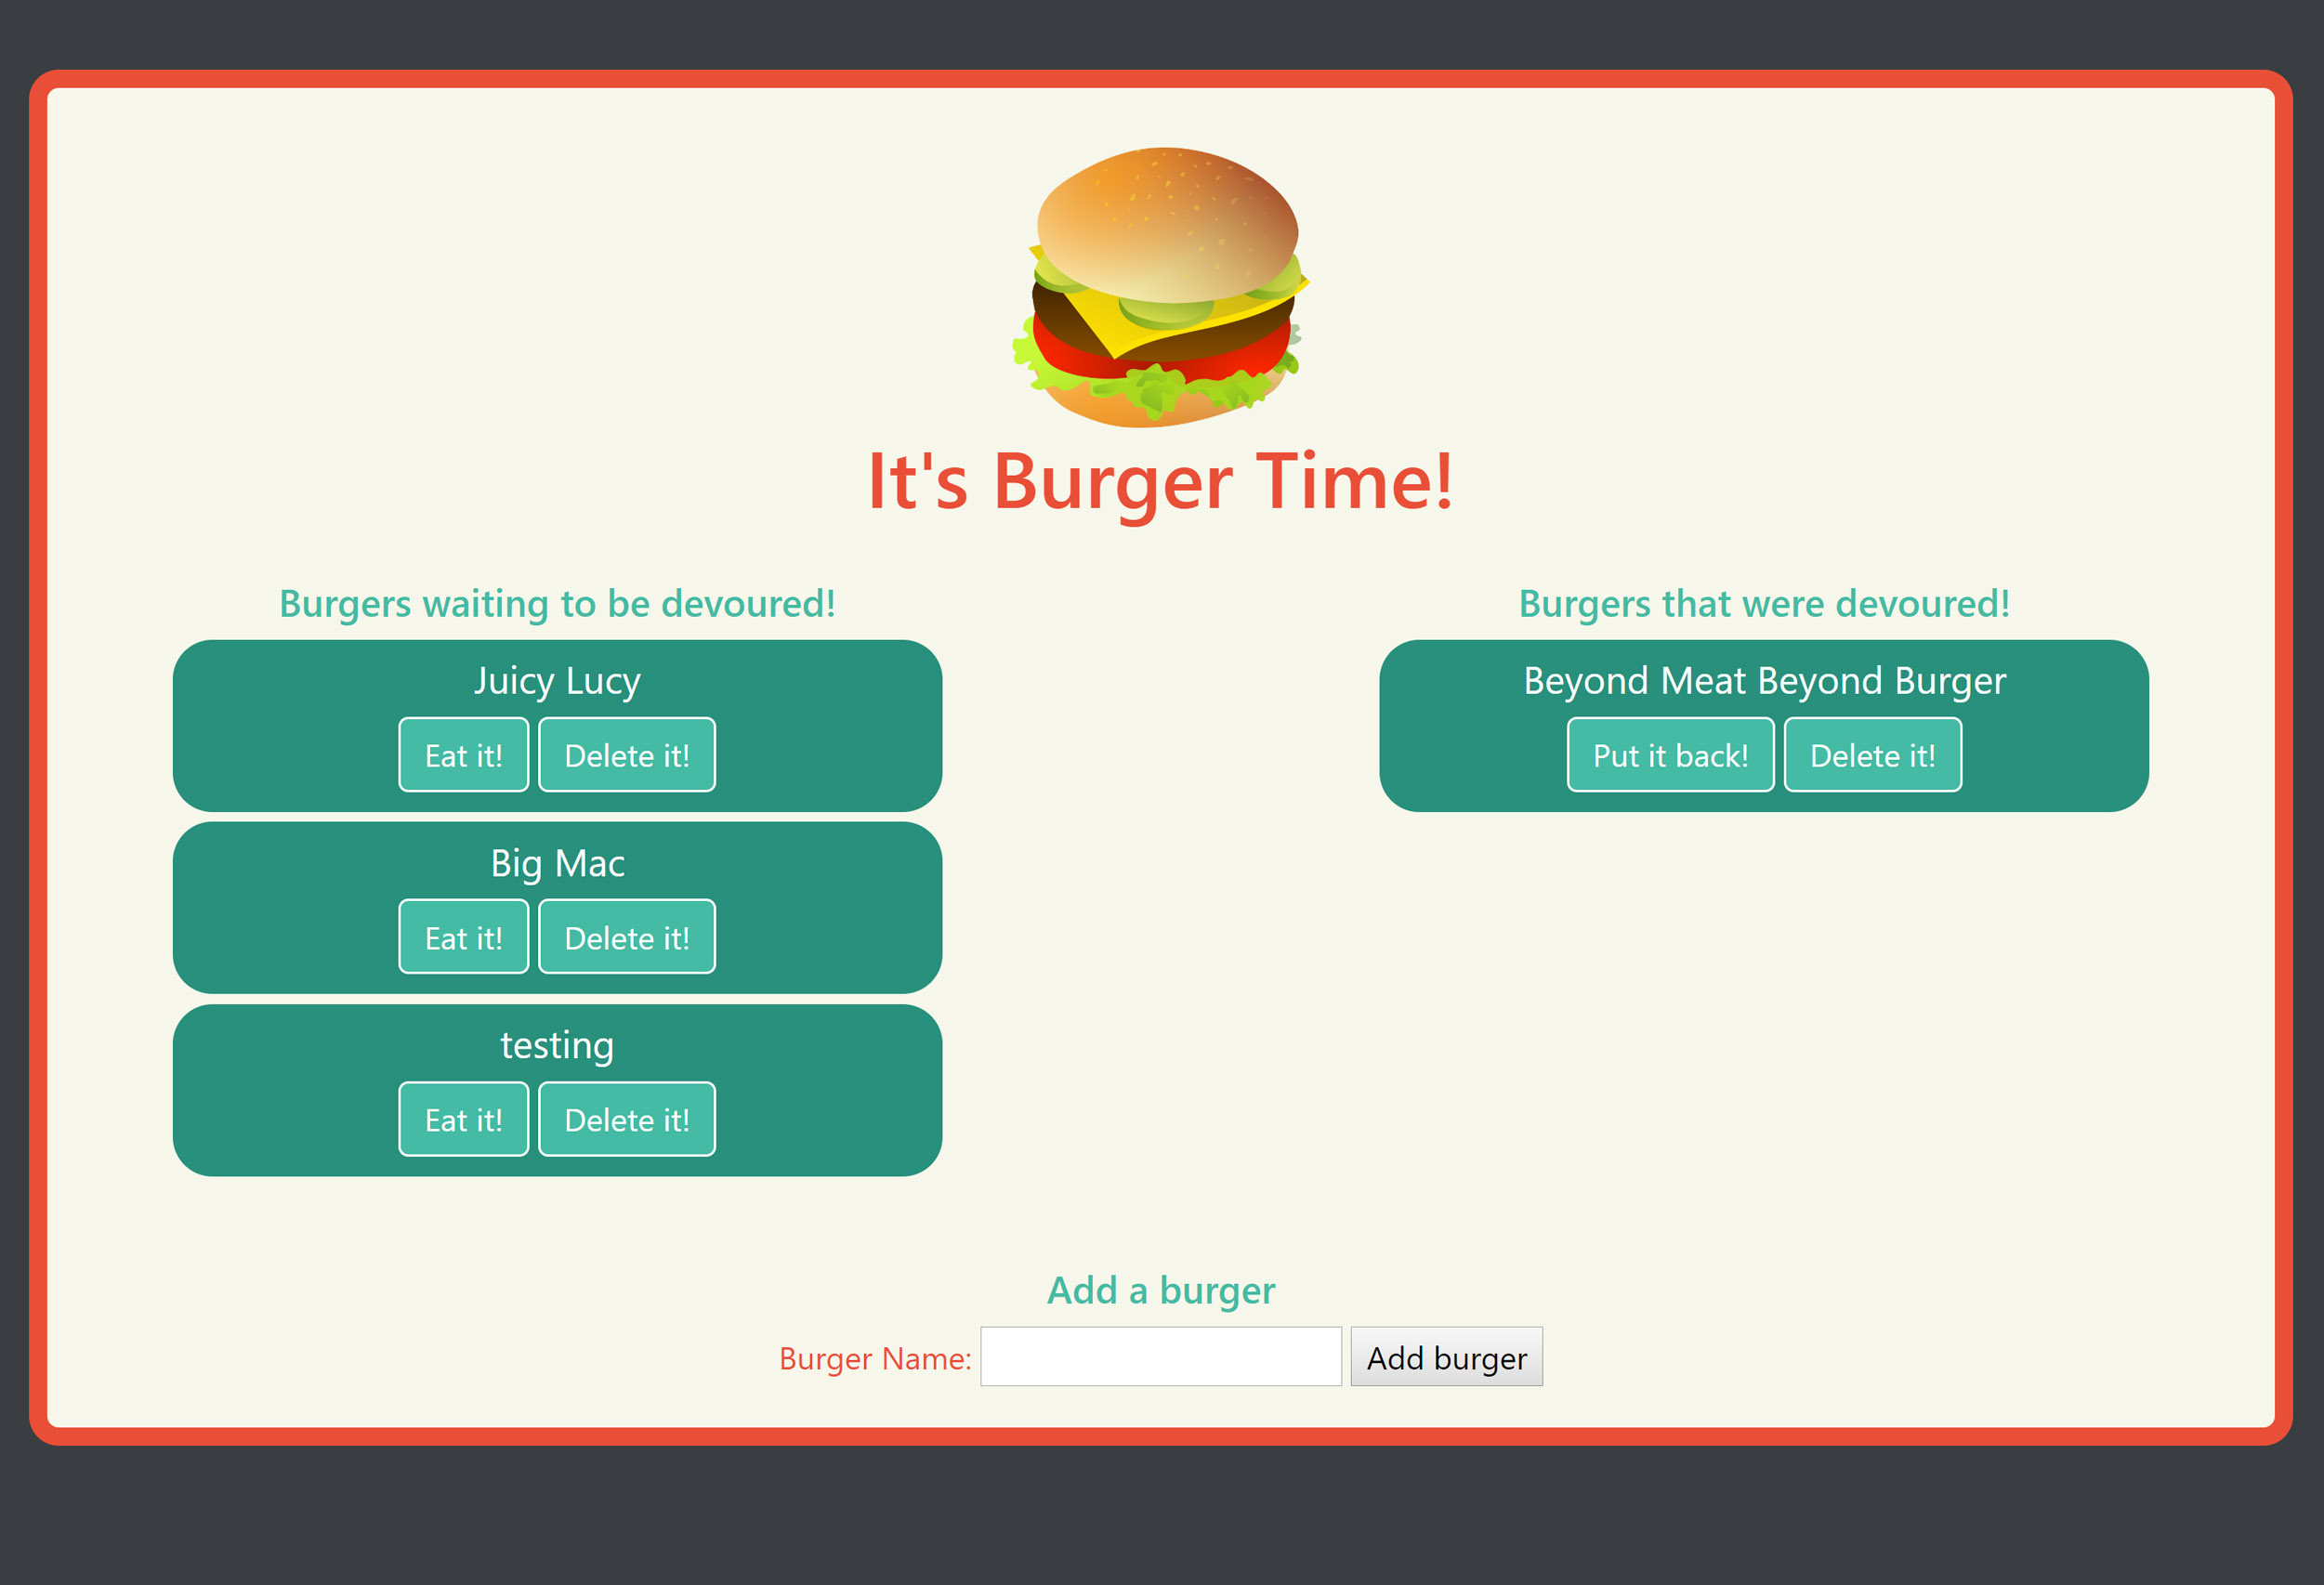 It's Burger Time!
Burgers waiting to be devoured!
Juicy Lucy
Eat it! Delete it!
Big Mac
Eat it! Delete it!
testing
Eat it! Delete it!
Burgers that were devoured!
Beyond Meat Beyond Burger
Put it back! Delete it!
Add a burger
Burger Name: Add burger